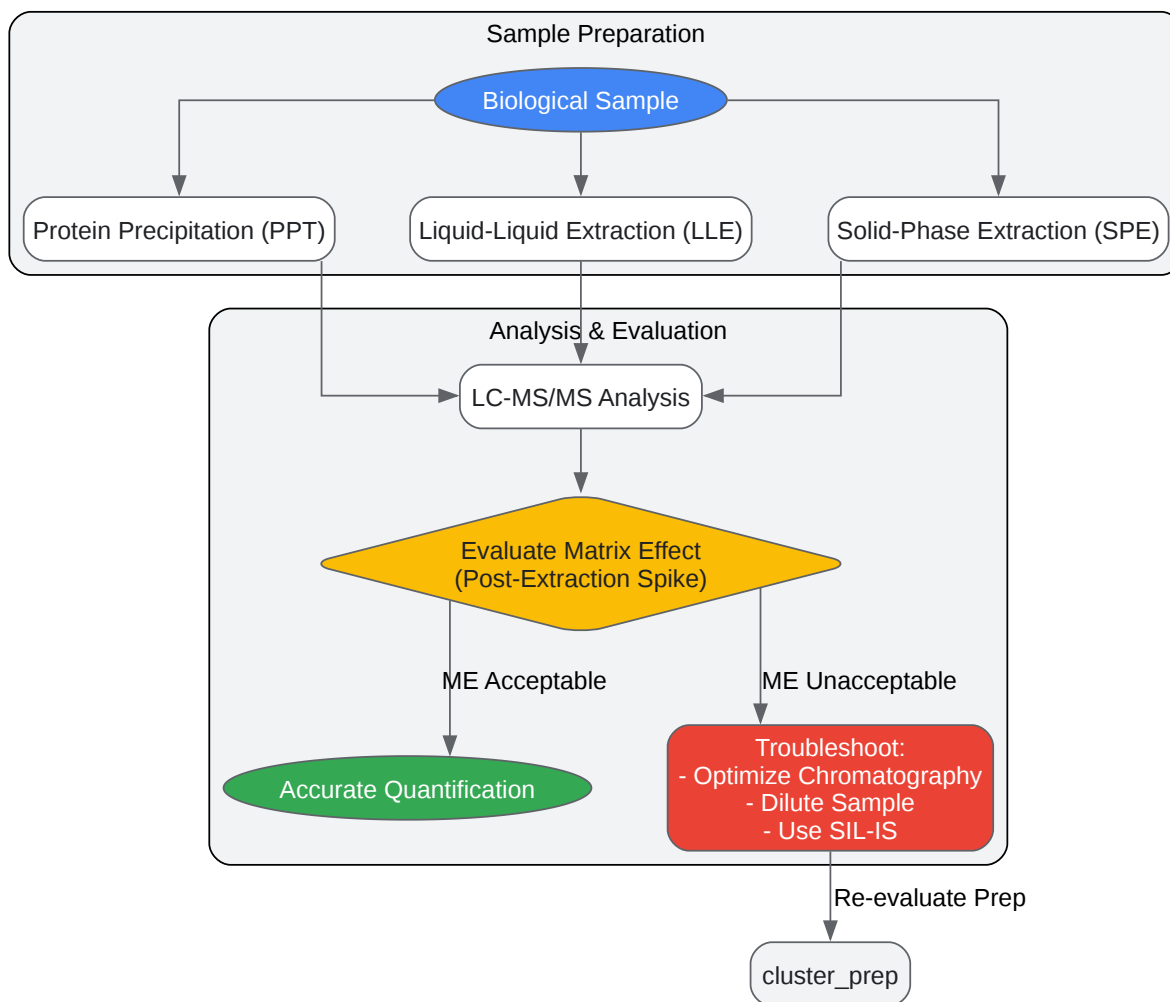 Sample Preparation
Biological Sample
Protein Precipitation (PPT)
Liquid-Liquid Extraction (LLE)
Solid-Phase Extraction (SPE)
Analysis & Evaluation
LC-MS/MS Analysis
Evaluate Matrix Effect
(Post-Extraction Spike)
ME Acceptable
ME Unacceptable
Accurate Quantification
Troubleshoot:
- Optimize Chromatography
- Dilute Sample
- Use SIL-IS
Re-evaluate Prep
cluster_prep